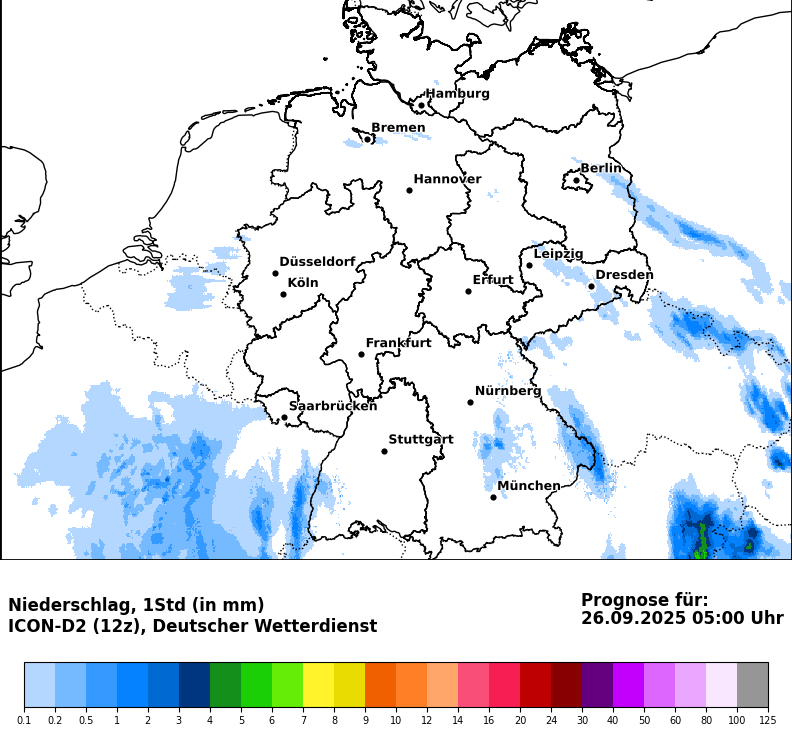 Hamburg
Bremen
Berlin
Hannover
Leipzig
Düsseldorf
Dresden
Köln
Erfurt
Frankfurt
Nürnberg
Saarbrücken
Stuttgart
München
Niederschlag, 1Std (in mm)
ICON-D2 (12z), Deutscher Wetterdienst
Prognose für:
26.09.2025 05:00 Uhr
0.1 0.2 0.5 1 2 3 4 5 6 7 8 9 10 12 14 16 20 24 30 40 50 60 80 100 125